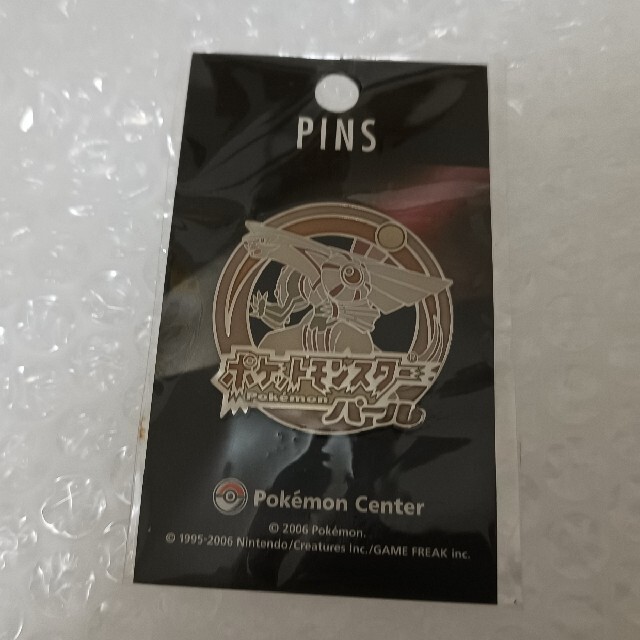 PINS
ポケットモンスター
Pokémon
パール
Pokémon Center
© 2006 Pokémon.
© 1995-2006 Nintendo/Creatures Inc./GAME FREAK inc.